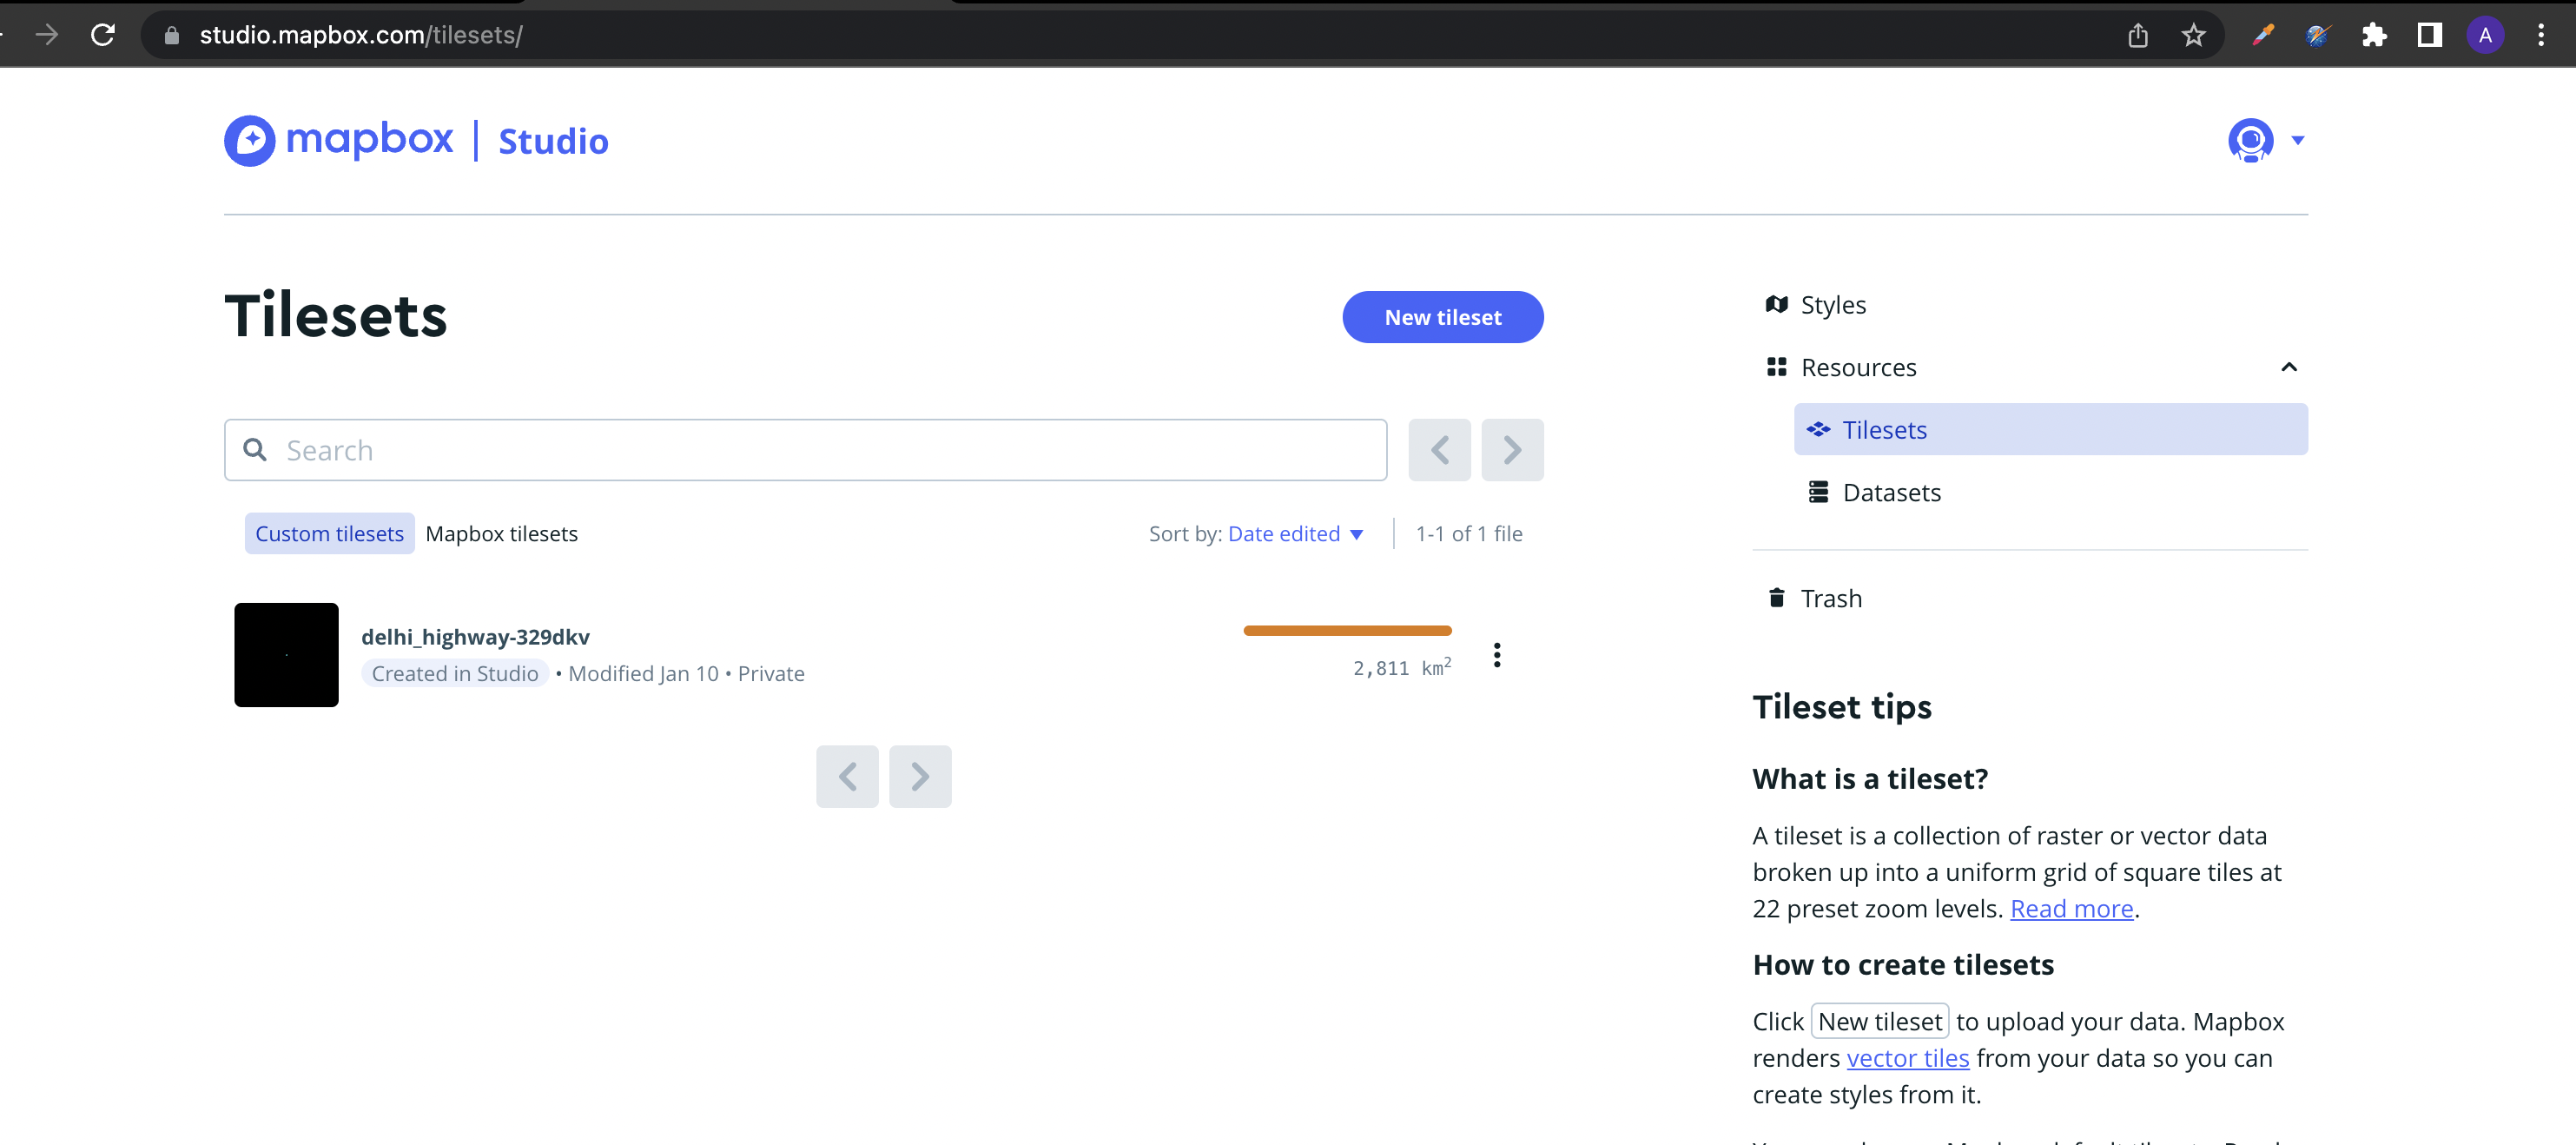 studio.mapbox.com/tilesets/
A
mapbox | Studio
Tilesets
New tileset
Search
Custom tilesets Mapbox tilesets
Sort by: Date edited
1-1 of 1 file
delhi_highway-329dkv
Created in Studio • Modified Jan 10 • Private
2,811 km²
Styles
Resources
Tilesets
Datasets
Trash
Tileset tips
What is a tileset?
A tileset is a collection of raster or vector data
broken up into a uniform grid of square tiles at
22 preset zoom levels. Read more.
How to create tilesets
Click New tileset to upload your data. Mapbox
renders vector tiles from your data so you can
create styles from it.